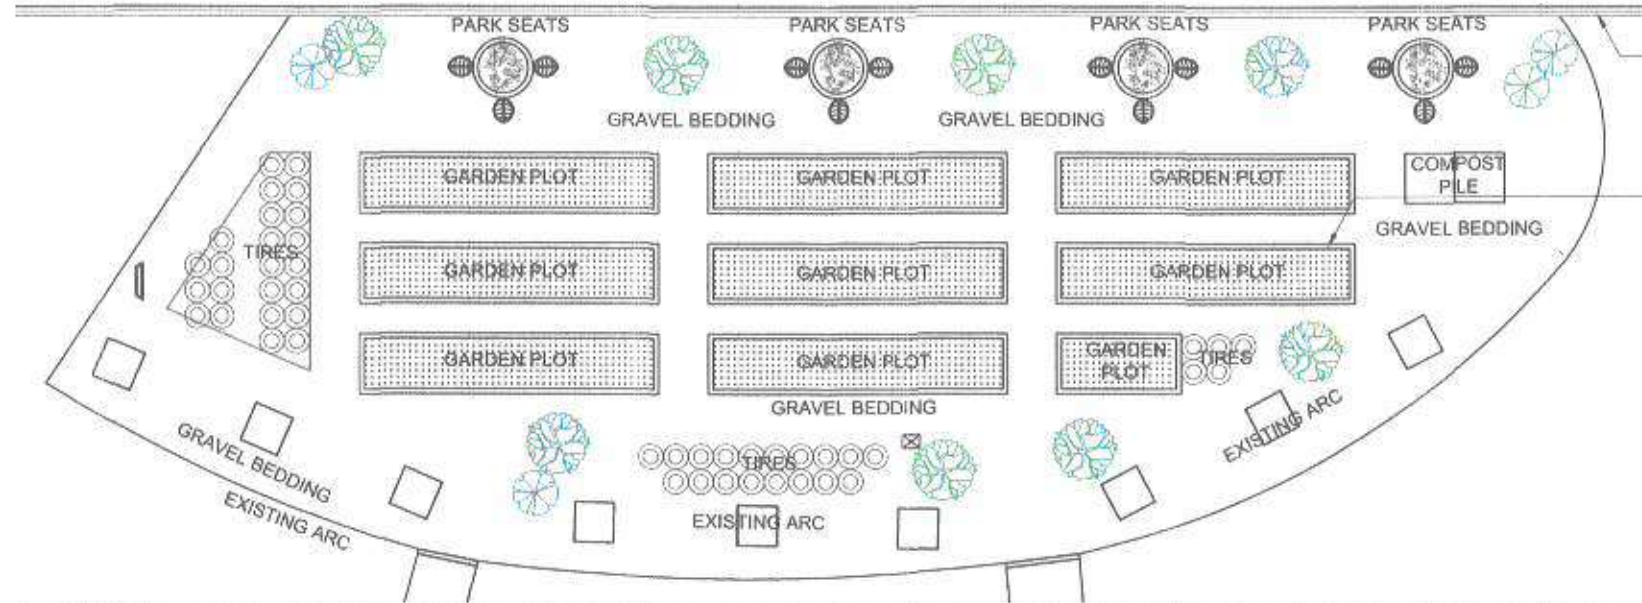 PARK SEATS
PARK SEATS
PARK SEATS
PARK SEATS
GRAVEL BEDDING
GRAVEL BEDDING
COMPOST
PILE
GARDEN PLOT
GARDEN PLOT
GARDEN PLOT
GRAVEL BEDDING
TIRES
GARDEN PLOT
GARDEN PLOT
GARDEN PLOT
GARDEN PLOT
GARDEN PLOT
GARDEN
PLOT
TIRES
GRAVEL BEDDING
EXISTING ARC
GRAVEL BEDDING
TIRES
EXISTING ARC
EXISTING ARC